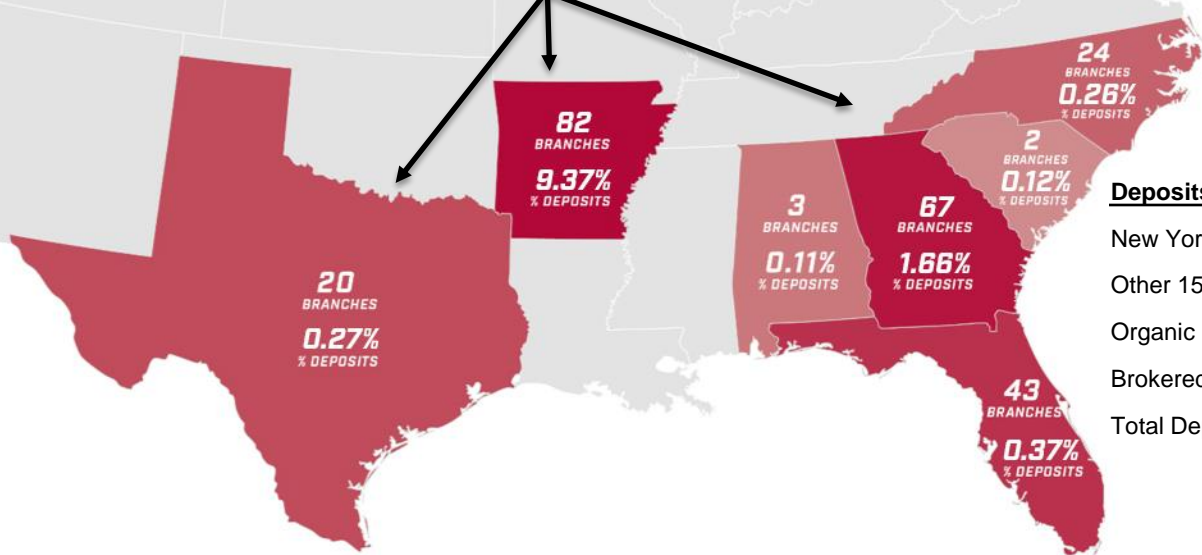 24
BRANCHES
0.26%
% DEPOSITS
82
BRANCHES
9.37%
% DEPOSITS
2
BRANCHES
0.12%
% DEPOSITS
3
BRANCHES
0.11%
% DEPOSITS
67
BRANCHES
1.66%
% DEPOSITS
20
BRANCHES
0.27%
% DEPOSITS
43
BRANCHES
0.37%
% DEPOSITS
Deposits
New Yor
Other 15
Organic
Brokered
Total De